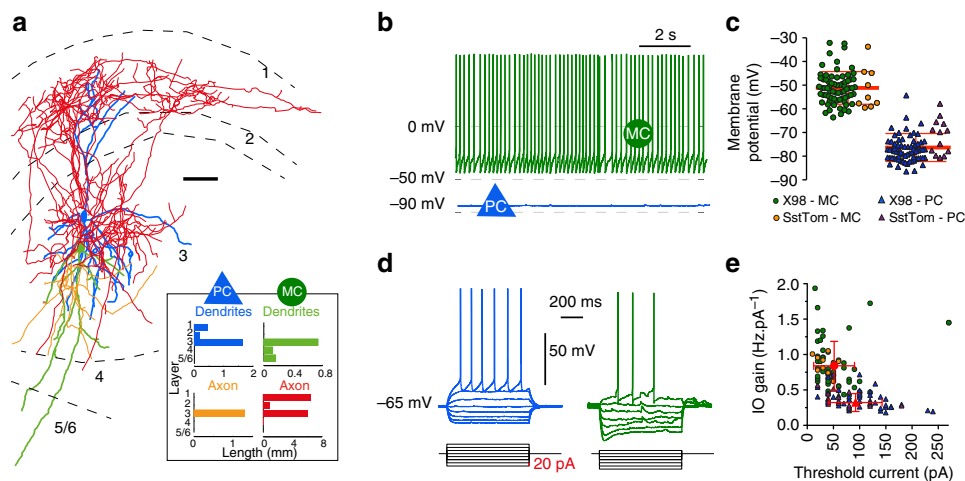 a
1
2
3
4
5/6
PC
MC
Dendrites
Dendrites
1
2
3
4
5/6
0 1 2
0 0.4 0.8
Layer
Axon
Axon
1
2
3
4
5/6
0 1
0 4 8
Length (mm)
b
2 s
0 mV
MC
–50 mV
–90 mV
PC
c
Membrane
potential (mV)
–30
–40
–50
–60
–70
–80
–90
X98 - MC
X98 - PC
SstTom - MC
SstTom - PC
d
200 ms
50 mV
–65 mV
20 pA
e
IO gain (Hz.pA⁻¹)
2.0
1.5
1.0
0.5
0
0 50 100 150 200 250
Threshold current (pA)